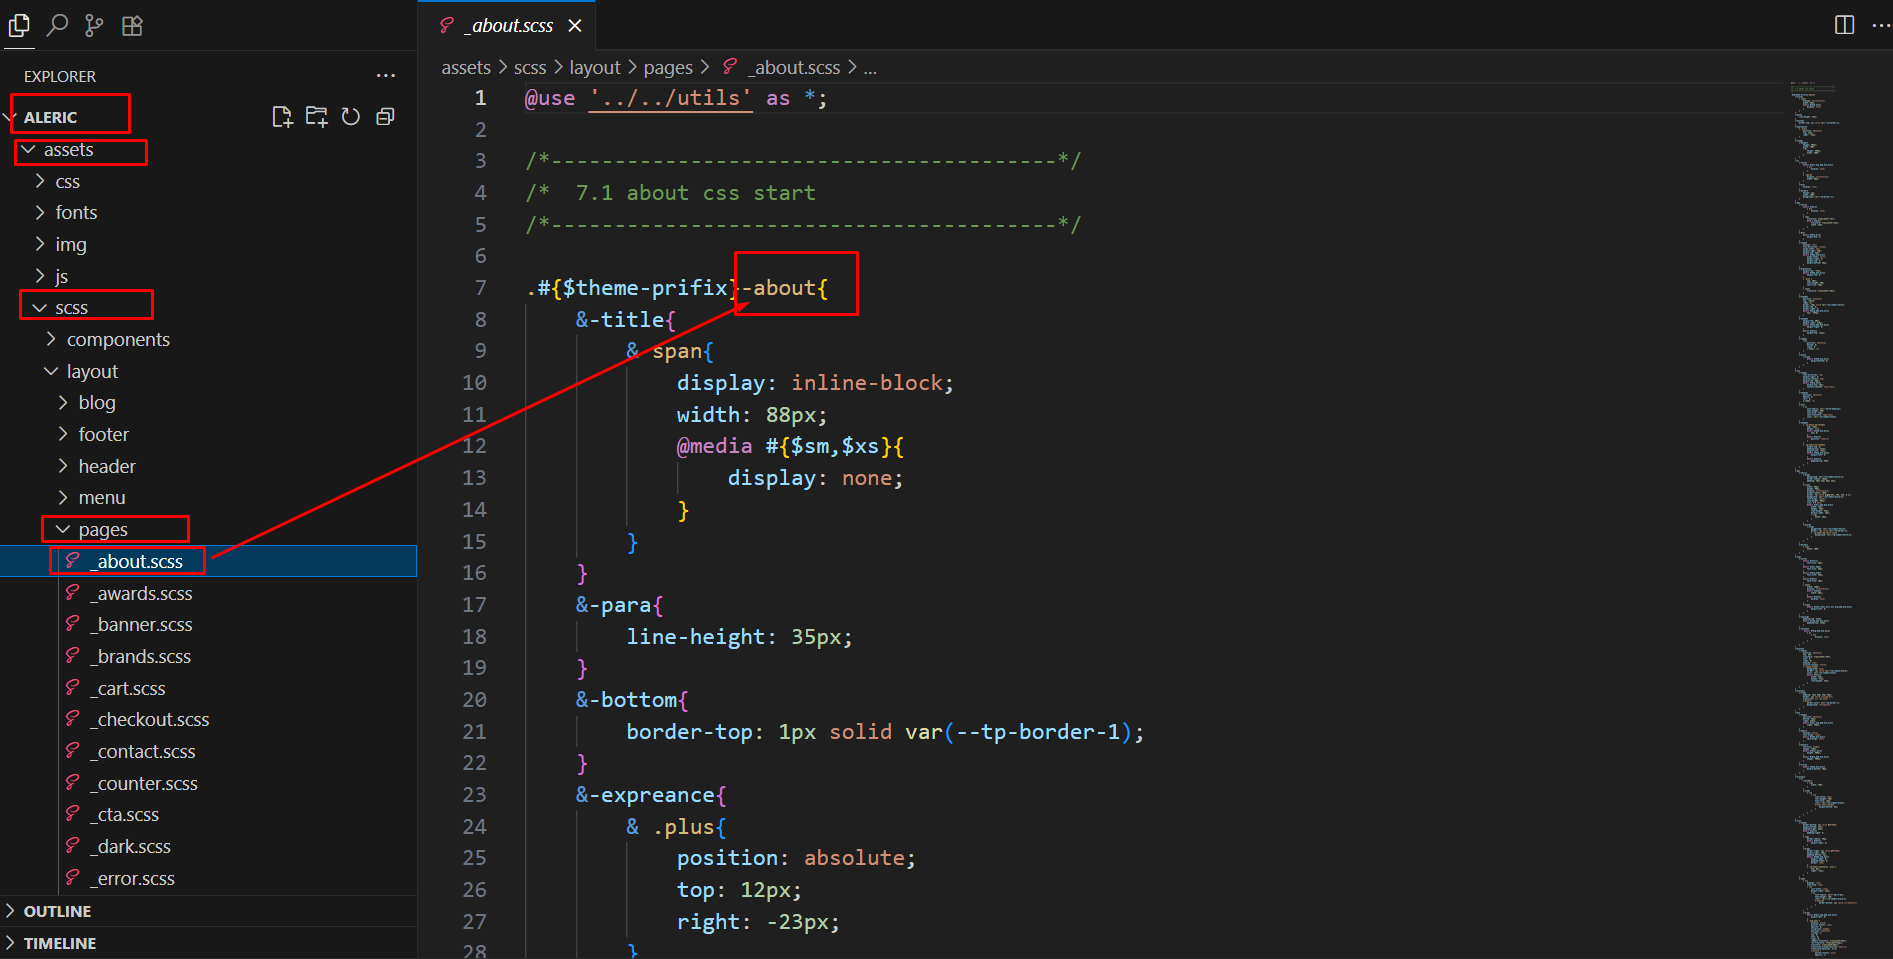 EXPLORER
ALERIC
assets
css
fonts
img
js
scss
components
layout
blog
footer
header
menu
pages
_about.scss
_awards.scss
_banner.scss
_brands.scss
_cart.scss
_checkout.scss
_contact.scss
_counter.scss
_cta.scss
_dark.scss
_error.scss
OUTLINE
TIMELINE
_about.scss
assets > scss > layout > pages > _about.scss > ...
1 @use '../../utils' as *;
2
3 /*----------------------------------------*/
4 /*  7.1 about css start
5 /*----------------------------------------*/
6
7 .#{$theme-prifix}-about{
8 &-title{
9 & span{
10 display: inline-block;
11 width: 88px;
12 @media #{$sm,$xs}{
13 display: none;
14 }
15 }
16 }
17 &-para{
18 line-height: 35px;
19 }
20 &-bottom{
21 border-top: 1px solid var(--tp-border-1);
22 }
23 &-expreance{
24 & .plus{
25 position: absolute;
26 top: 12px;
27 right: -23px;
28 }